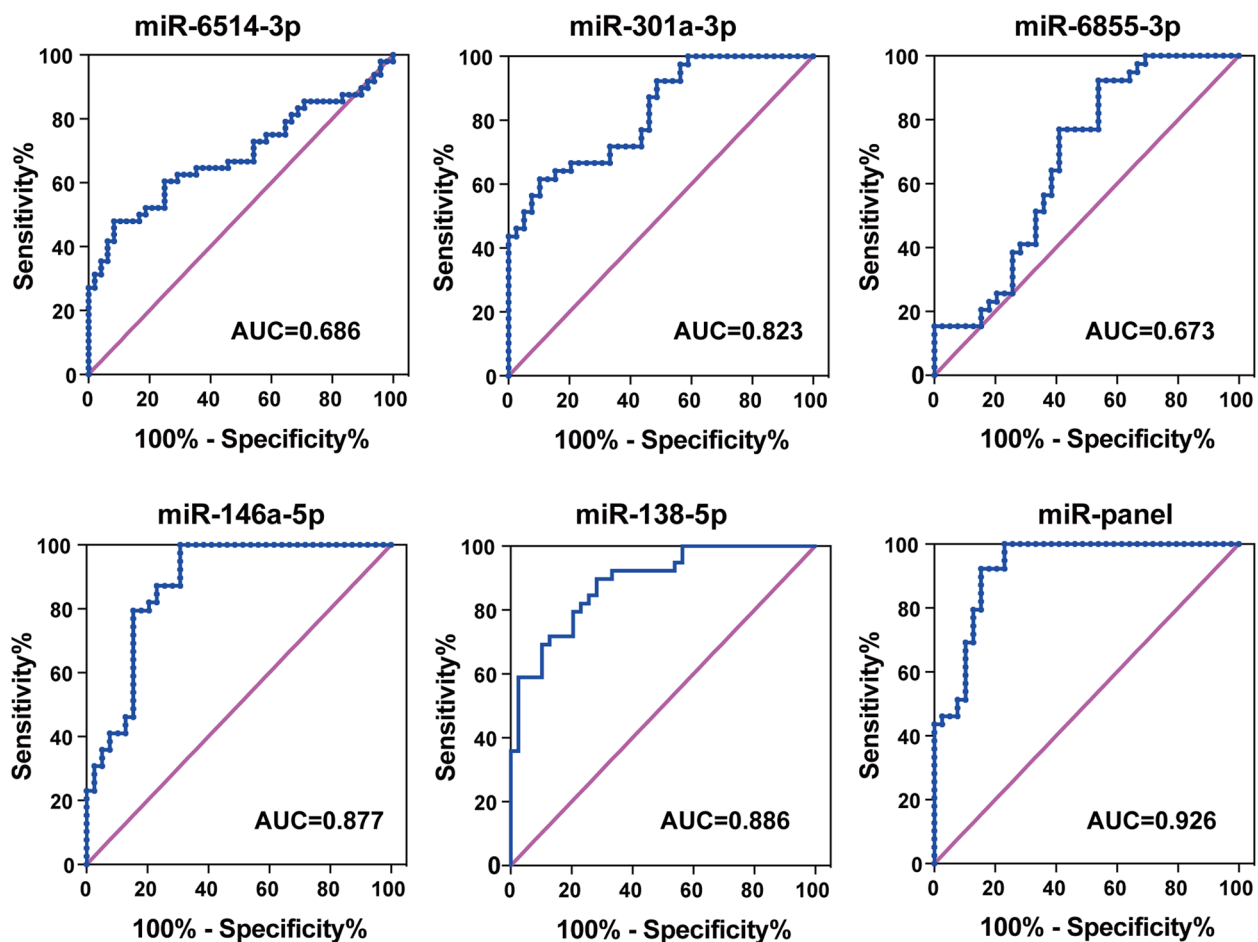 miR-6514-3p
Sensitivity%
100
80
60
40
20
0
AUC=0.686
0 20 40 60 80 100
100% - Specificity%
miR-301a-3p
Sensitivity%
100
80
60
40
20
0
AUC=0.823
0 20 40 60 80 100
100% - Specificity%
miR-6855-3p
Sensitivity%
100
80
60
40
20
0
AUC=0.673
0 20 40 60 80 100
100% - Specificity%
miR-146a-5p
Sensitivity%
100
80
60
40
20
0
AUC=0.877
0 20 40 60 80 100
100% - Specificity%
miR-138-5p
Sensitivity%
100
80
60
40
20
0
AUC=0.886
0 20 40 60 80 100
100% - Specificity%
miR-panel
Sensitivity%
100
80
60
40
20
0
AUC=0.926
0 20 40 60 80 100
100% - Specificity%